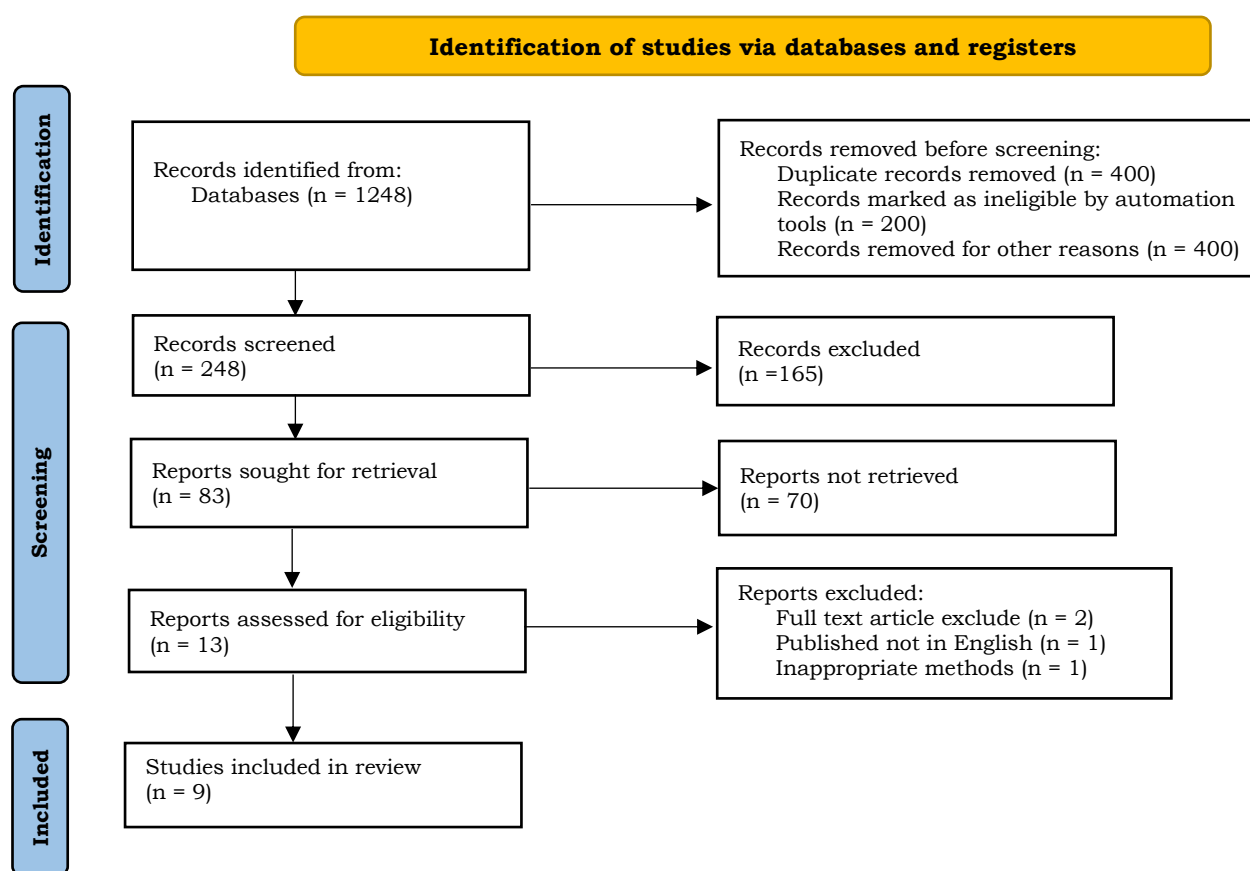 Identification of studies via databases and registers
Identification
Records identified from:
Databases (n = 1248)
Records removed before screening:
Duplicate records removed (n = 400)
Records marked as ineligible by automation
tools (n = 200)
Records removed for other reasons (n = 400)
Screening
Records screened
(n = 248)
Records excluded
(n =165)
Reports sought for retrieval
(n = 83)
Reports not retrieved
(n = 70)
Reports assessed for eligibility
(n = 13)
Reports excluded:
Full text article exclude (n = 2)
Published not in English (n = 1)
Inappropriate methods (n = 1)
Included
Studies included in review
(n = 9)